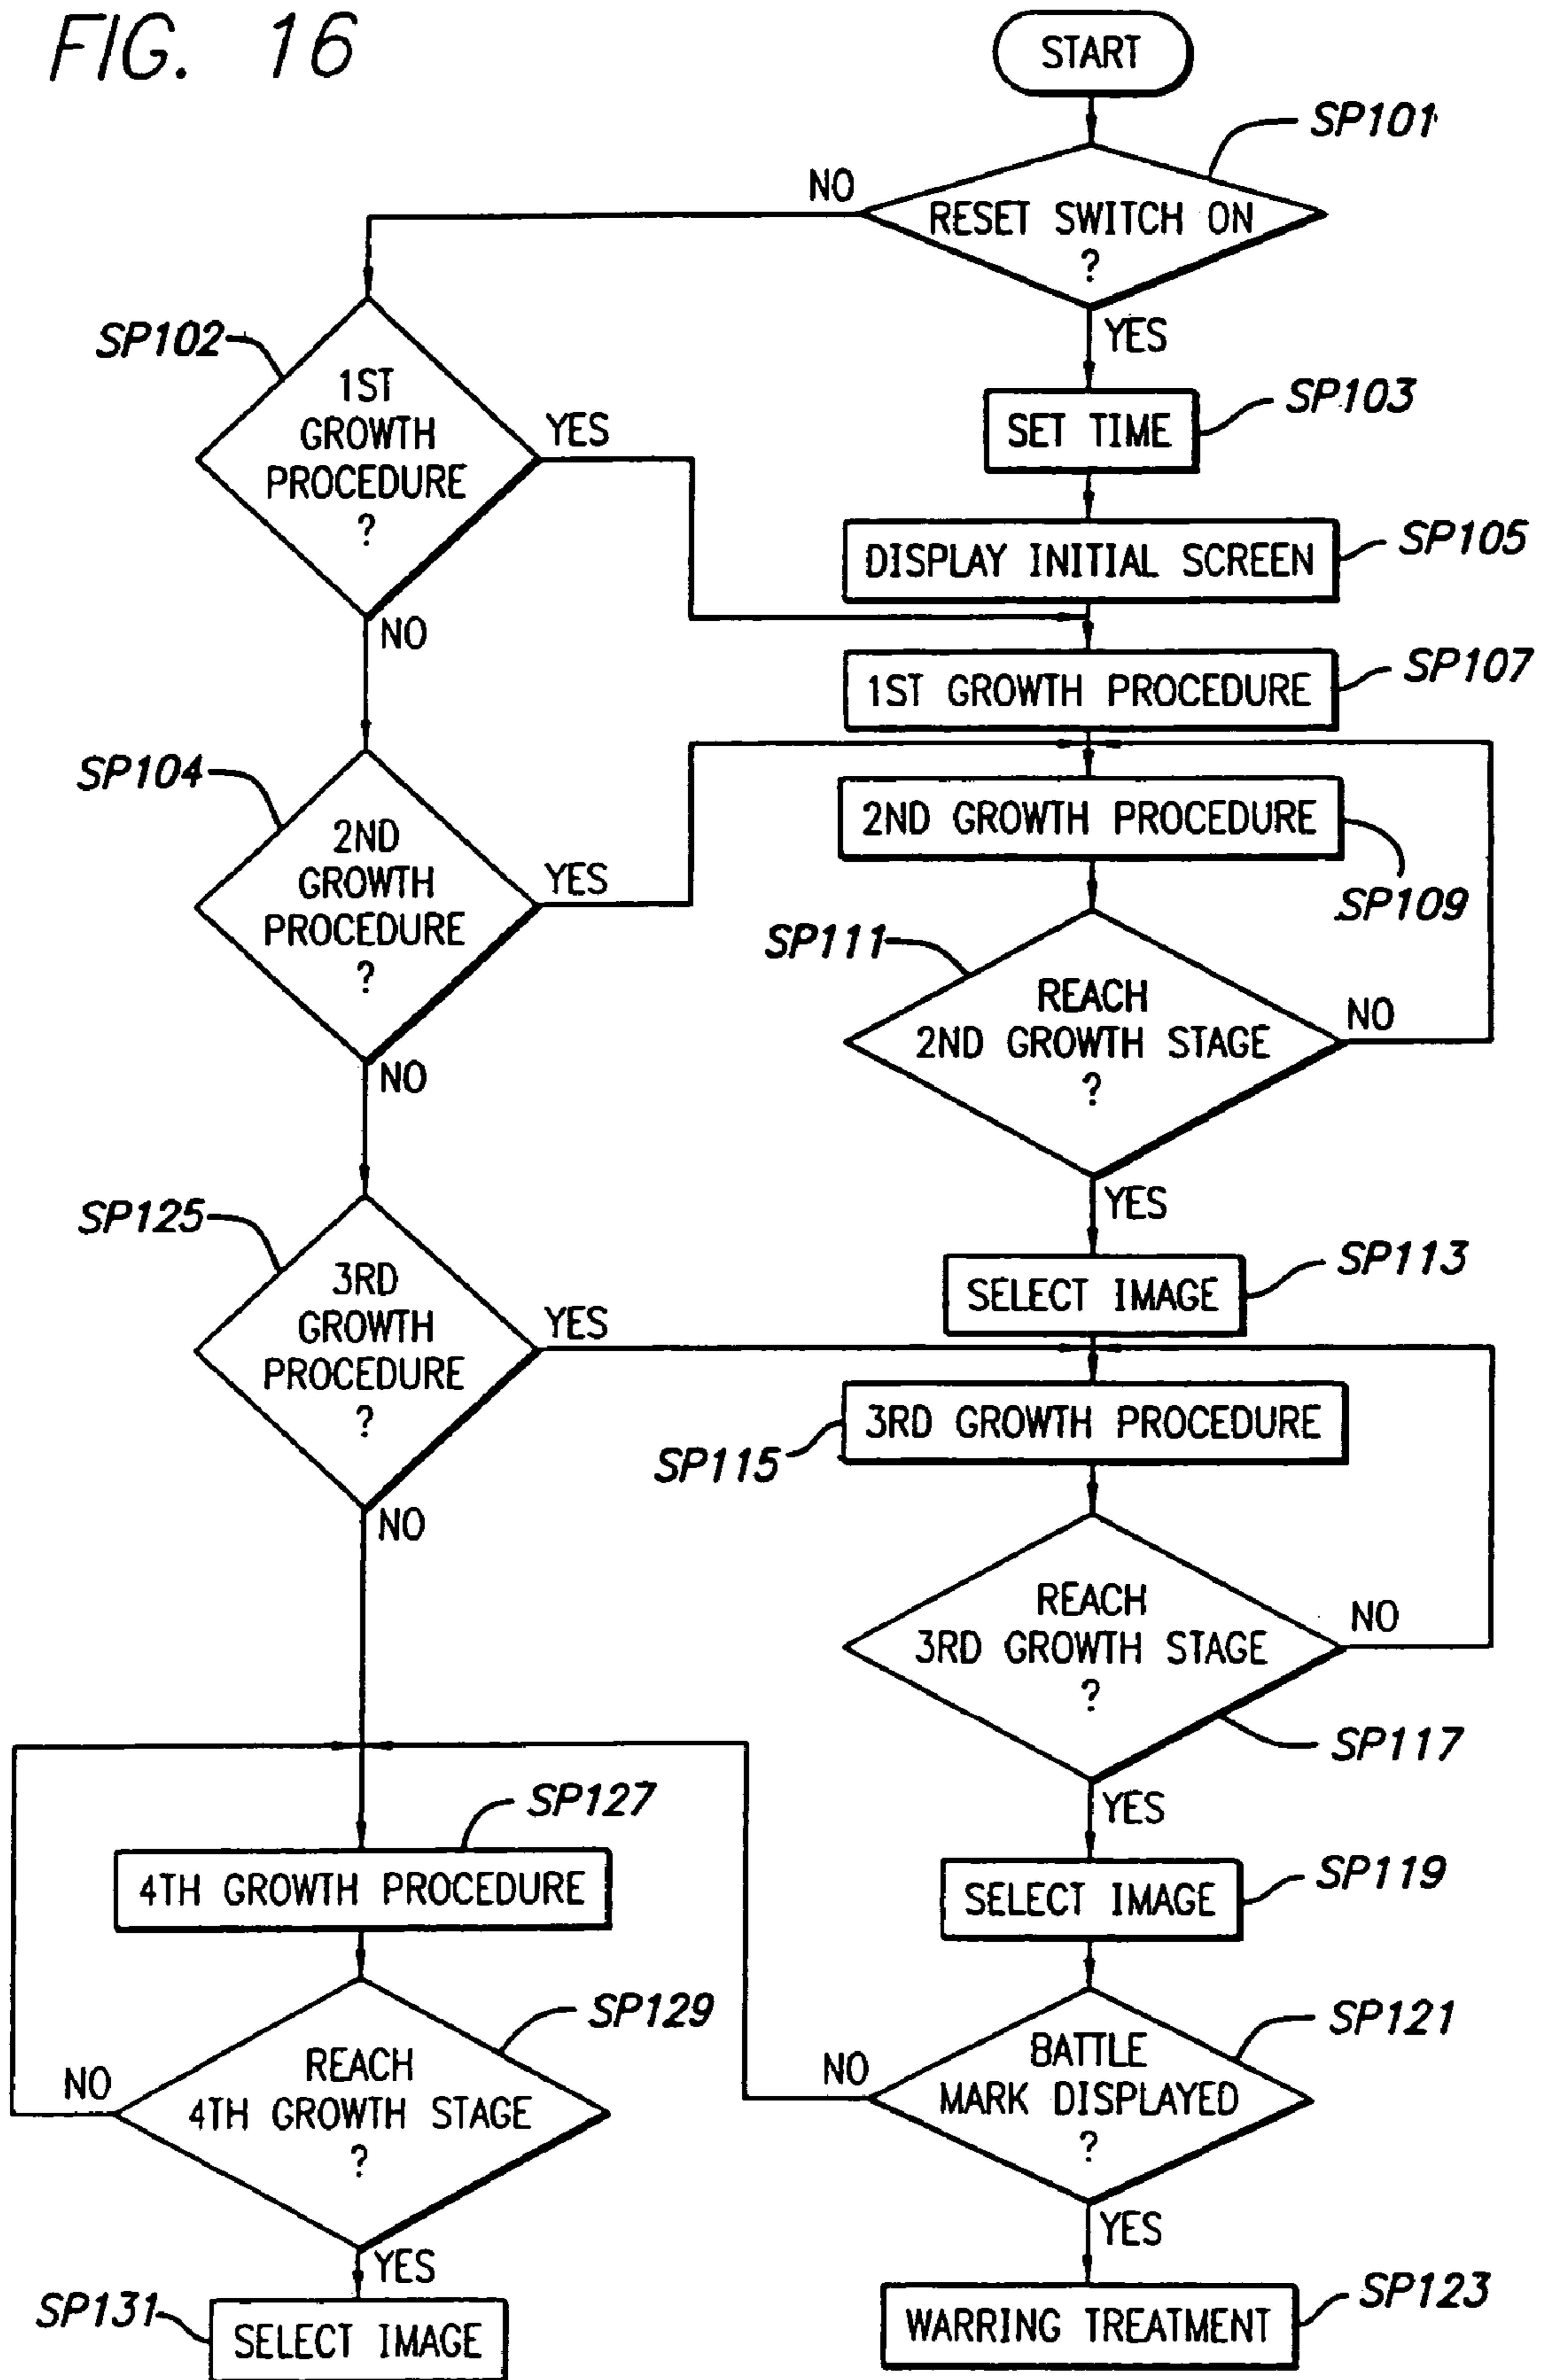 FIG. 16
START
SP101
NO
RESET SWITCH ON
?
YES
SP102
1ST
GROWTH
PROCEDURE
?
YES
NO
SP103
SET TIME
SP105
DISPLAY INITIAL SCREEN
SP107
1ST GROWTH PROCEDURE
SP104
2ND
GROWTH
PROCEDURE
?
YES
NO
2ND GROWTH PROCEDURE
SP109
SP111
REACH
2ND GROWTH STAGE
?
NO
YES
SP125
3RD
GROWTH
PROCEDURE
?
YES
NO
SP113
SELECT IMAGE
3RD GROWTH PROCEDURE
SP115
REACH
3RD GROWTH STAGE
?
NO
SP117
YES
SP127
4TH GROWTH PROCEDURE
SP119
SELECT IMAGE
SP129
REACH
4TH GROWTH STAGE
?
NO
YES
SP121
BATTLE
MARK DISPLAYED
?
NO
YES
SP131
SELECT IMAGE
SP123
WARRING TREATMENT